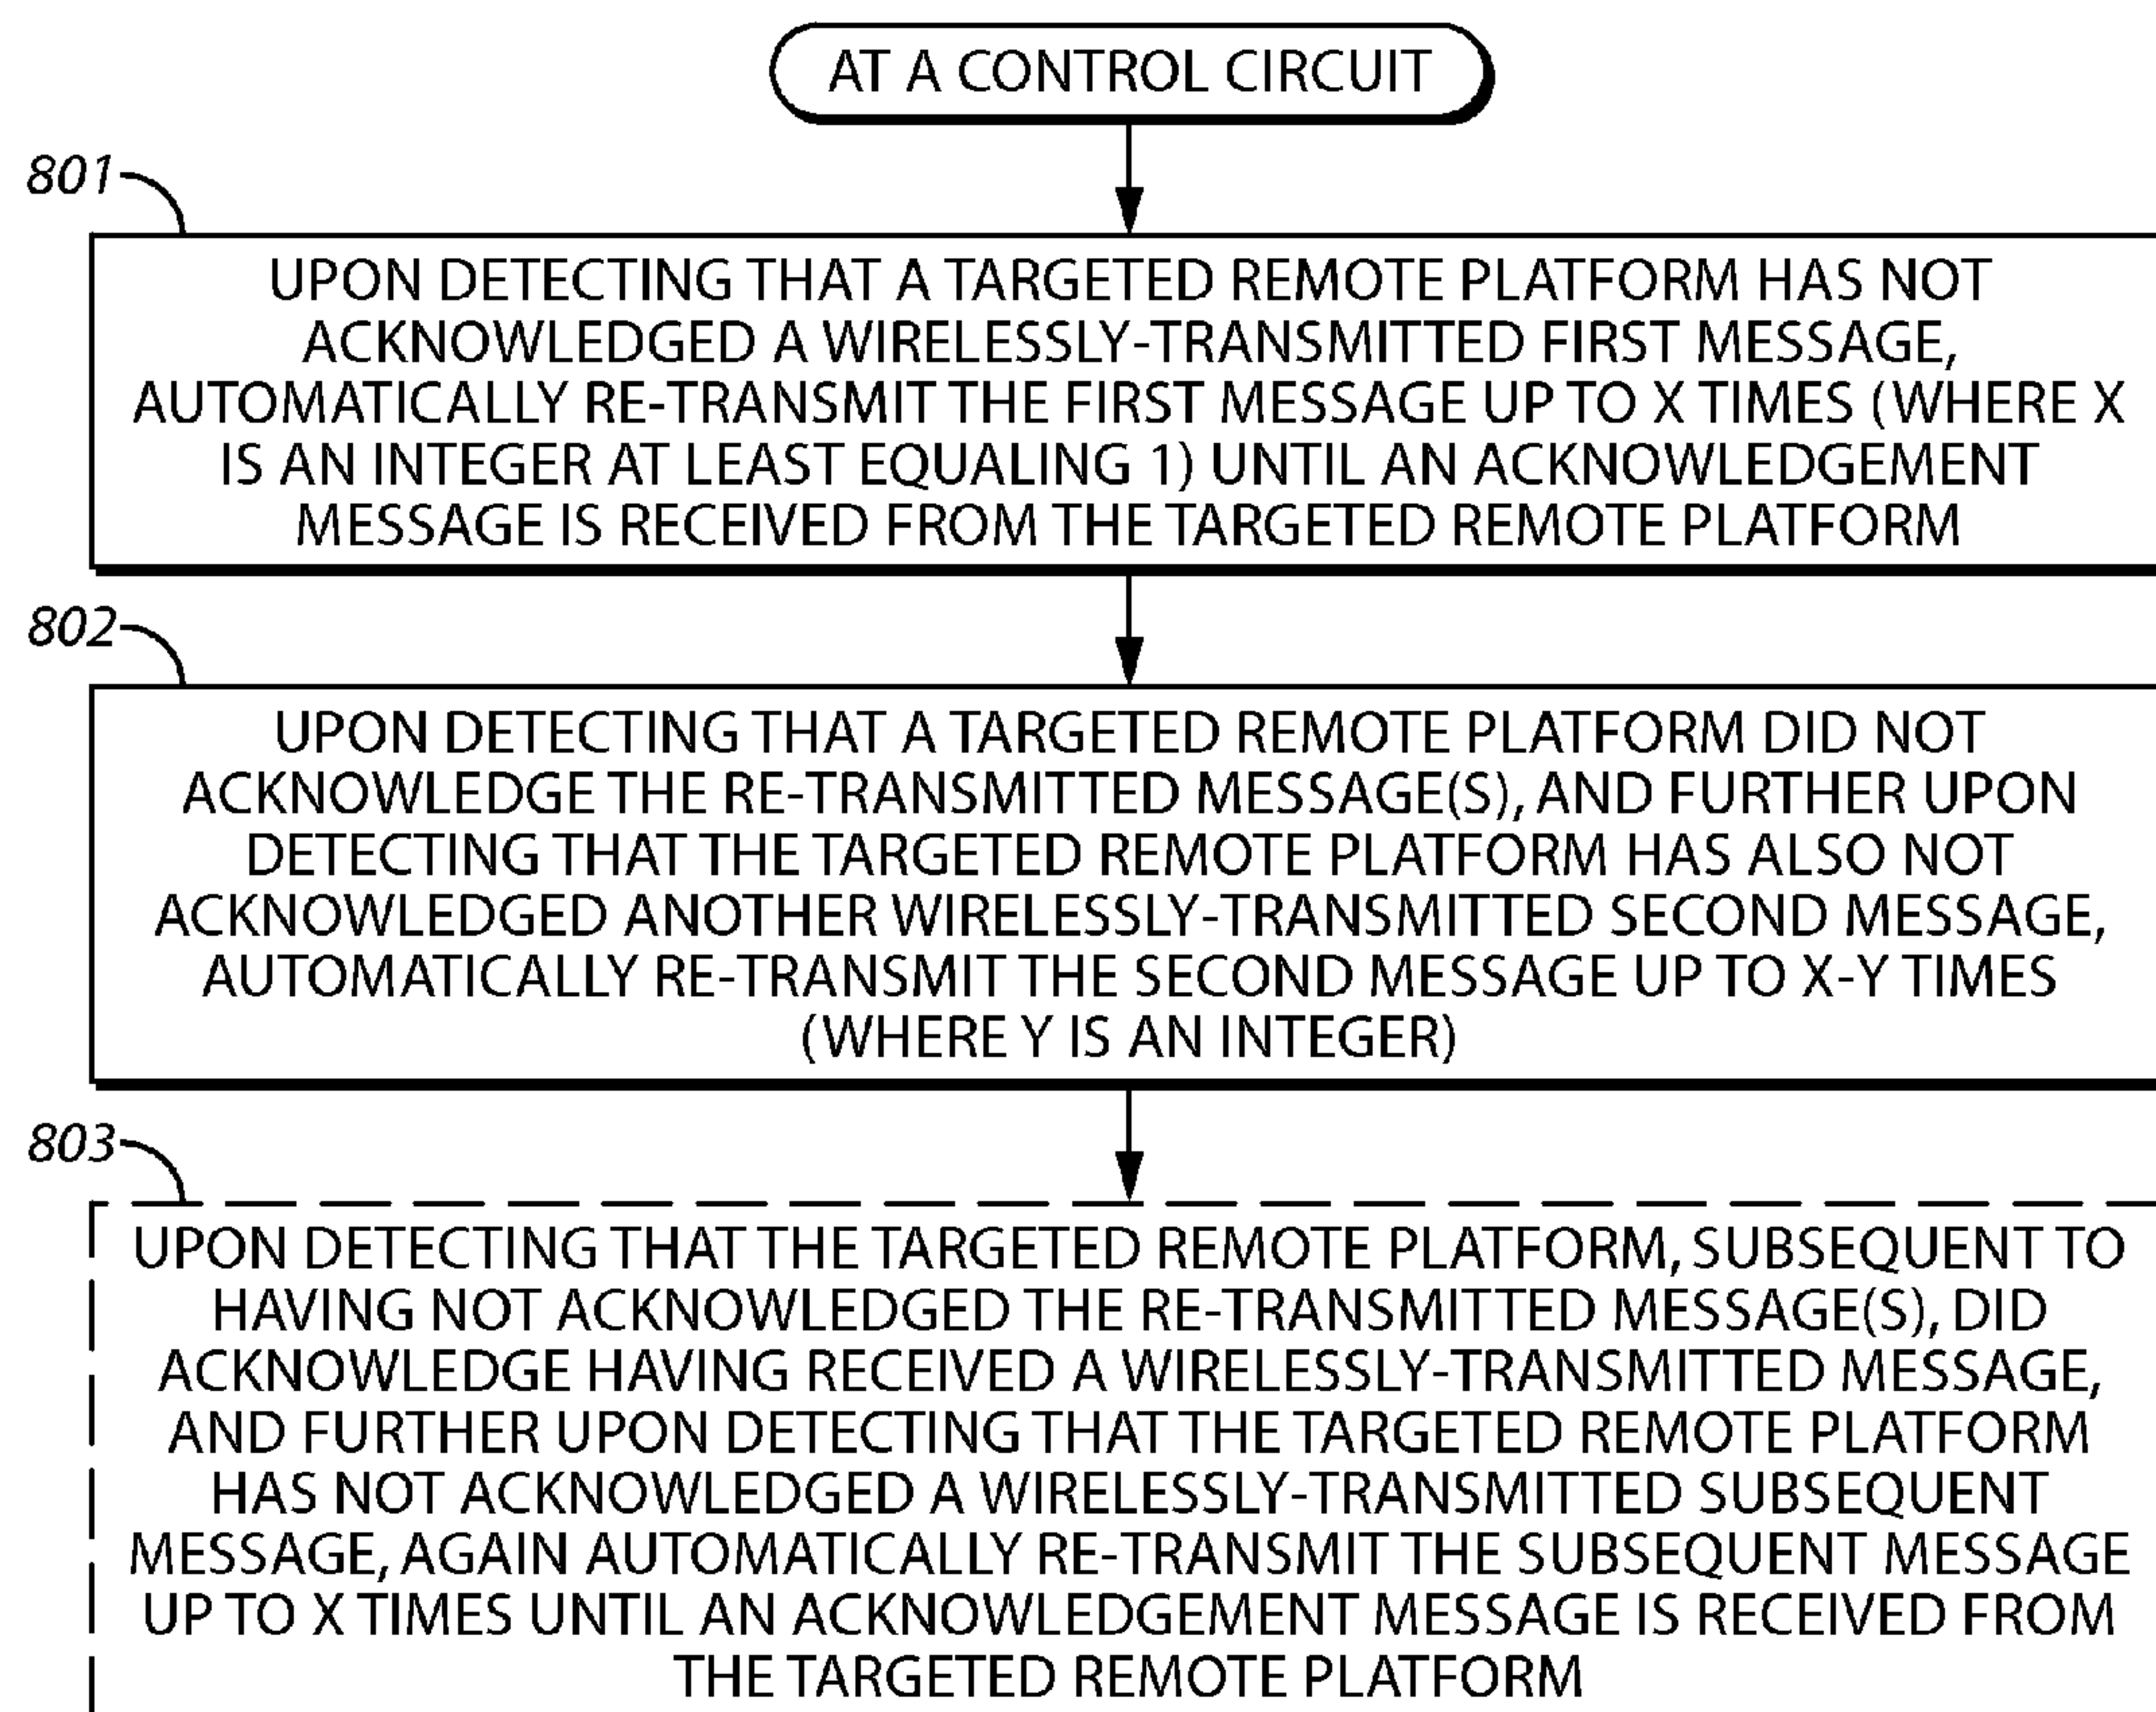 AT A CONTROL CIRCUIT
801
UPON DETECTING THAT A TARGETED REMOTE PLATFORM HAS NOT
ACKNOWLEDGED A WIRELESSLY-TRANSMITTED FIRST MESSAGE,
AUTOMATICALLY RE-TRANSMIT THE FIRST MESSAGE UP TO X TIMES (WHERE X
IS AN INTEGER AT LEAST EQUALING 1) UNTIL AN ACKNOWLEDGEMENT
MESSAGE IS RECEIVED FROM THE TARGETED REMOTE PLATFORM
802
UPON DETECTING THAT A TARGETED REMOTE PLATFORM DID NOT
ACKNOWLEDGE THE RE-TRANSMITTED MESSAGE(S), AND FURTHER UPON
DETECTING THAT THE TARGETED REMOTE PLATFORM HAS ALSO NOT
ACKNOWLEDGED ANOTHER WIRELESSLY-TRANSMITTED SECOND MESSAGE,
AUTOMATICALLY RE-TRANSMIT THE SECOND MESSAGE UP TO X-Y TIMES
(WHERE Y IS AN INTEGER)
803
UPON DETECTING THAT THE TARGETED REMOTE PLATFORM, SUBSEQUENT TO
HAVING NOT ACKNOWLEDGED THE RE-TRANSMITTED MESSAGE(S), DID
ACKNOWLEDGE HAVING RECEIVED A WIRELESSLY-TRANSMITTED MESSAGE,
AND FURTHER UPON DETECTING THAT THE TARGETED REMOTE PLATFORM
HAS NOT ACKNOWLEDGED A WIRELESSLY-TRANSMITTED SUBSEQUENT
MESSAGE, AGAIN AUTOMATICALLY RE-TRANSMIT THE SUBSEQUENT MESSAGE
UP TO X TIMES UNTIL AN ACKNOWLEDGEMENT MESSAGE IS RECEIVED FROM
THE TARGETED REMOTE PLATFORM